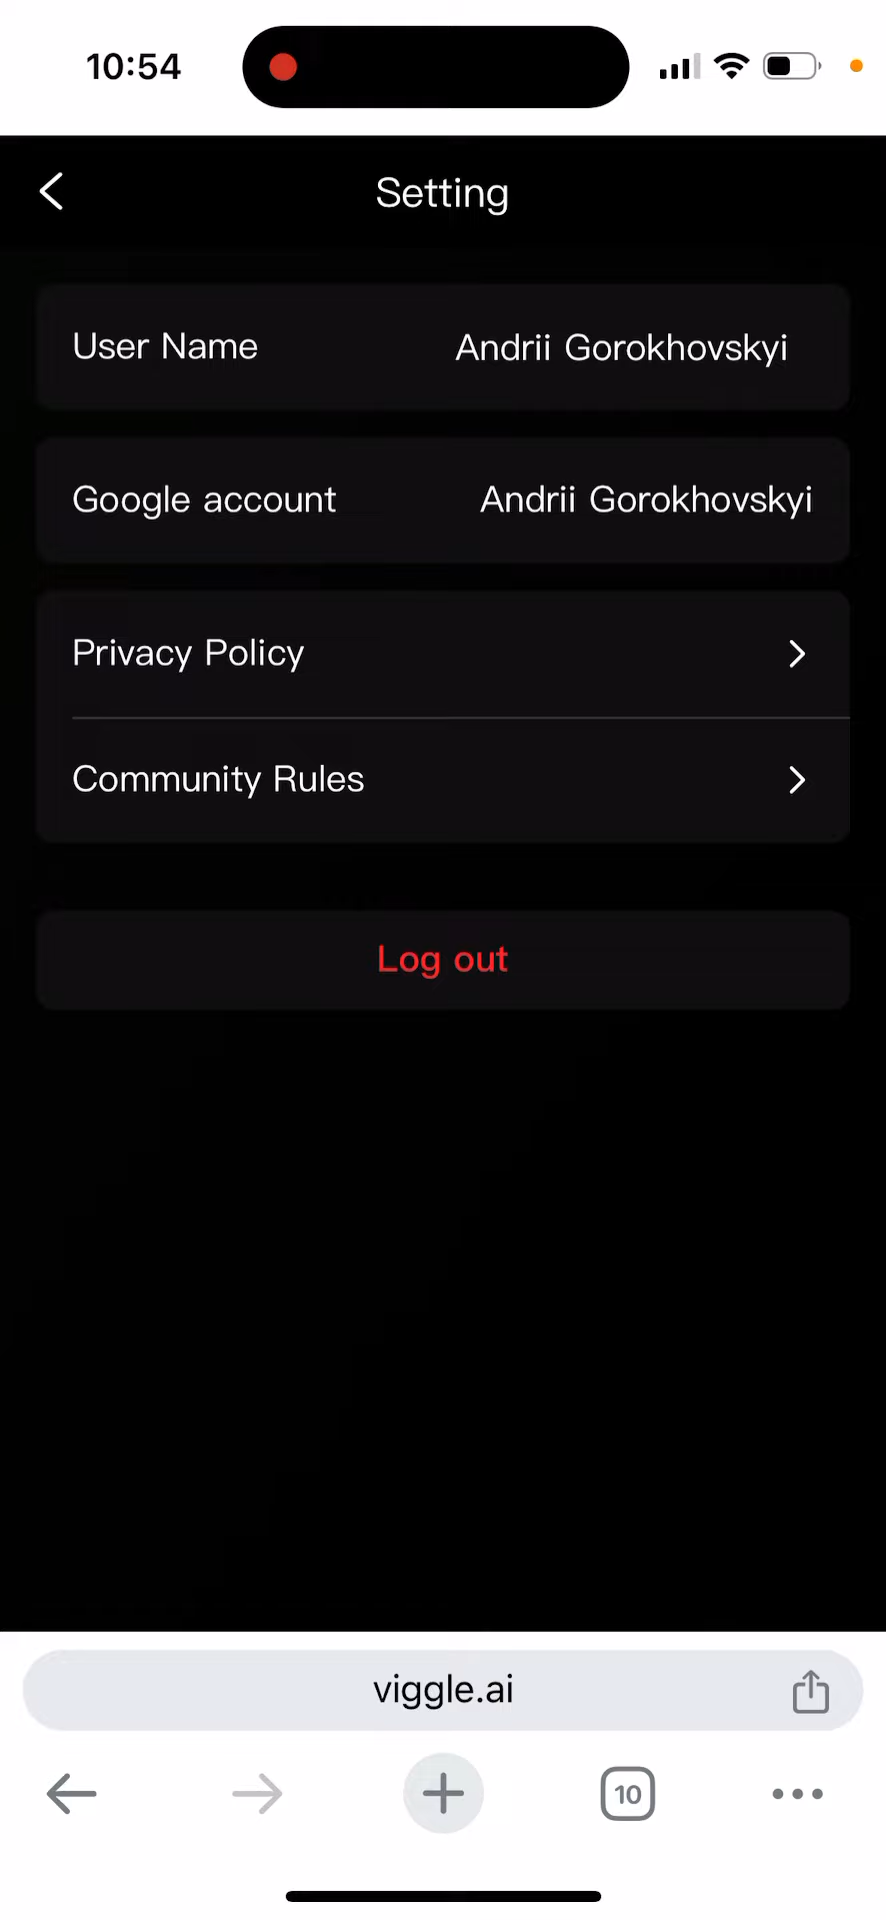 10:54
Setting
User Name Andrii Gorokhovskyi
Google account Andrii Gorokhovskyi
Privacy Policy
Community Rules
Log out
viggle.ai
10